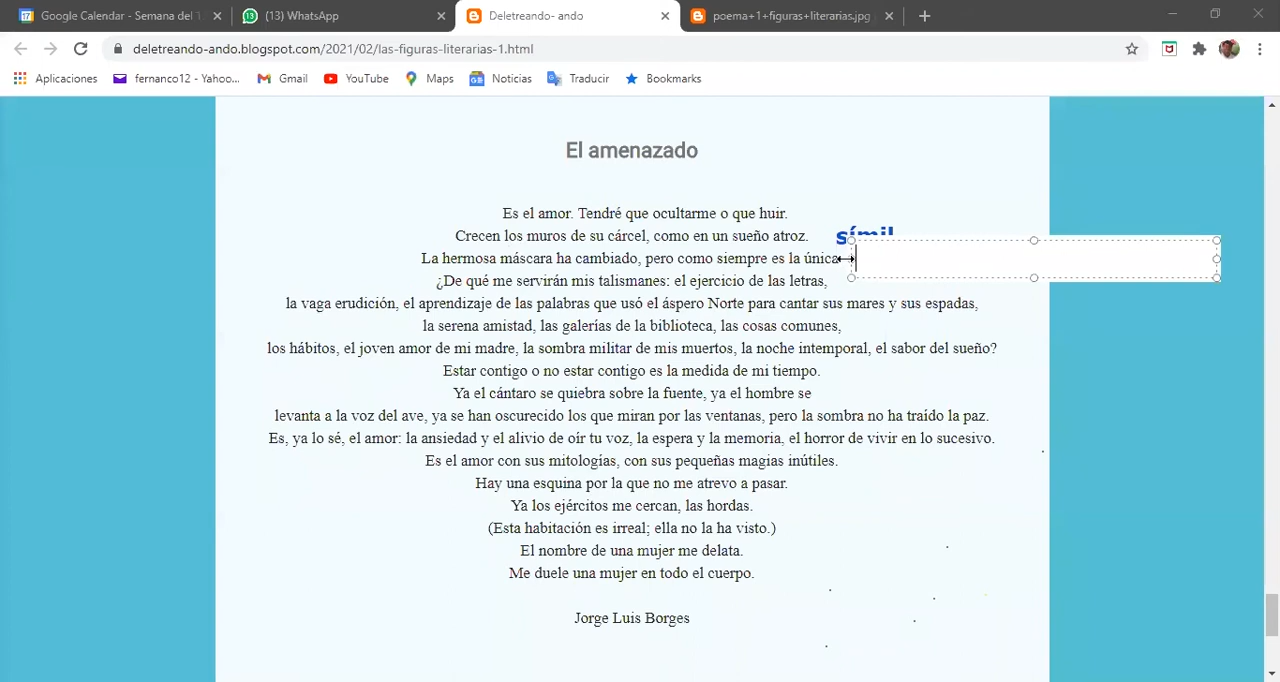 Google Calendar - Semana del 1
(13) WhatsApp
Deletreando- ando
poema+1+figuras+literarias.jpg
deletreando-ando.blogspot.com/2021/02/las-figuras-literarias-1.html
Aplicaciones fernanco12 - Yahoo... Gmail YouTube Maps Noticias Traducir Bookmarks
El amenazado
Es el amor. Tendré que ocultarme o que huir.
Crecen los muros de su cárcel, como en un sueño atroz.
símil
La hermosa máscara ha cambiado, pero como siempre es la única
¿De qué me servirán mis talismanes: el ejercicio de las letras,
la vaga erudición, el aprendizaje de las palabras que usó el áspero Norte para cantar sus mares y sus espadas,
la serena amistad, las galerías de la biblioteca, las cosas comunes,
los hábitos, el joven amor de mi madre, la sombra militar de mis muertos, la noche intemporal, el sabor del sueño?
Estar contigo o no estar contigo es la medida de mi tiempo.
Ya el cántaro se quiebra sobre la fuente, ya el hombre se
levanta a la voz del ave, ya se han oscurecido los que miran por las ventanas, pero la sombra no ha traído la paz.
Es, ya lo sé, el amor: la ansiedad y el alivio de oír tu voz, la espera y la memoria, el horror de vivir en lo sucesivo.
Es el amor con sus mitologías, con sus pequeñas magias inútiles.
Hay una esquina por la que no me atrevo a pasar.
Ya los ejércitos me cercan, las hordas.
(Esta habitación es irreal; ella no la ha visto.)
El nombre de una mujer me delata.
Me duele una mujer en todo el cuerpo.
Jorge Luis Borges